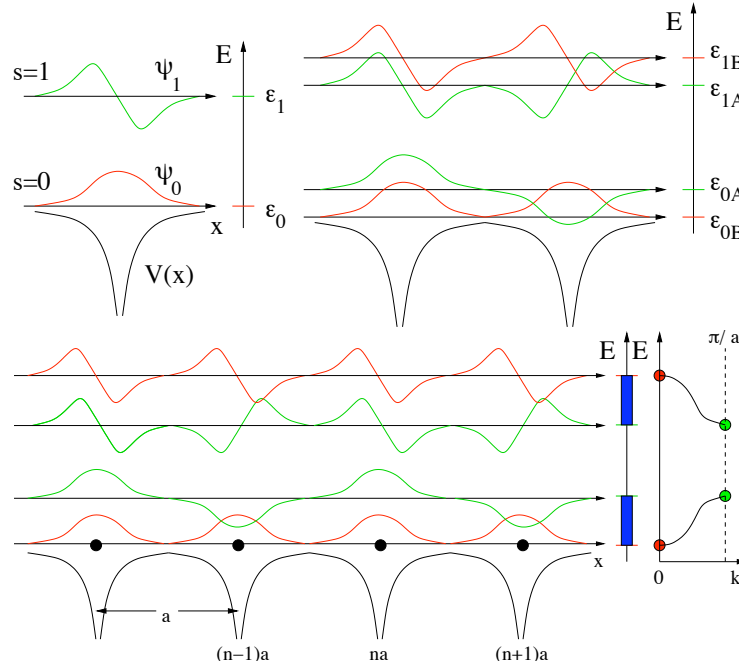 E
s=1
ψ₁
ε₁
s=0
ψ₀
ε₀
x
V(x)
E
ε1B
ε1A
ε0A
ε0B
E E
π/a
x
0
k
a
(n−1)a
na
(n+1)a